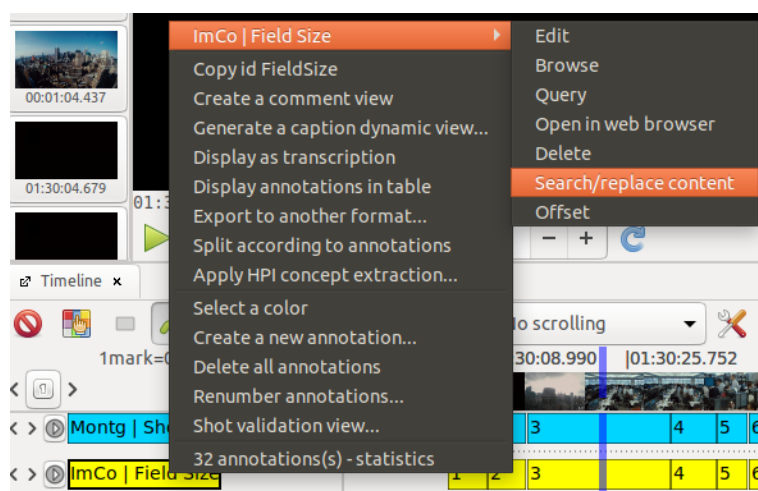 ImCo | Field Size
Edit
Copy id FieldSize
Browse
00:01:04.437
Create a comment view
Query
Generate a caption dynamic view...
Open in web browser
Display as transcription
Delete
01:30:04.679
Display annotations in table
Search/replace content
01:3
Export to another format...
Offset
Split according to annotations
− +
Apply HPI concept extraction...
Timeline ×
Select a color
Create a new annotation...
o scrolling
1mark=
Delete all annotations
30:08.990 |01:30:25.752
Renumber annotations...
Shot validation view...
< >
< > Montg | Sh
3 4 5 6
32 annotations(s) - statistics
< > ImCo | Field Size
1 2 3 4 5 6